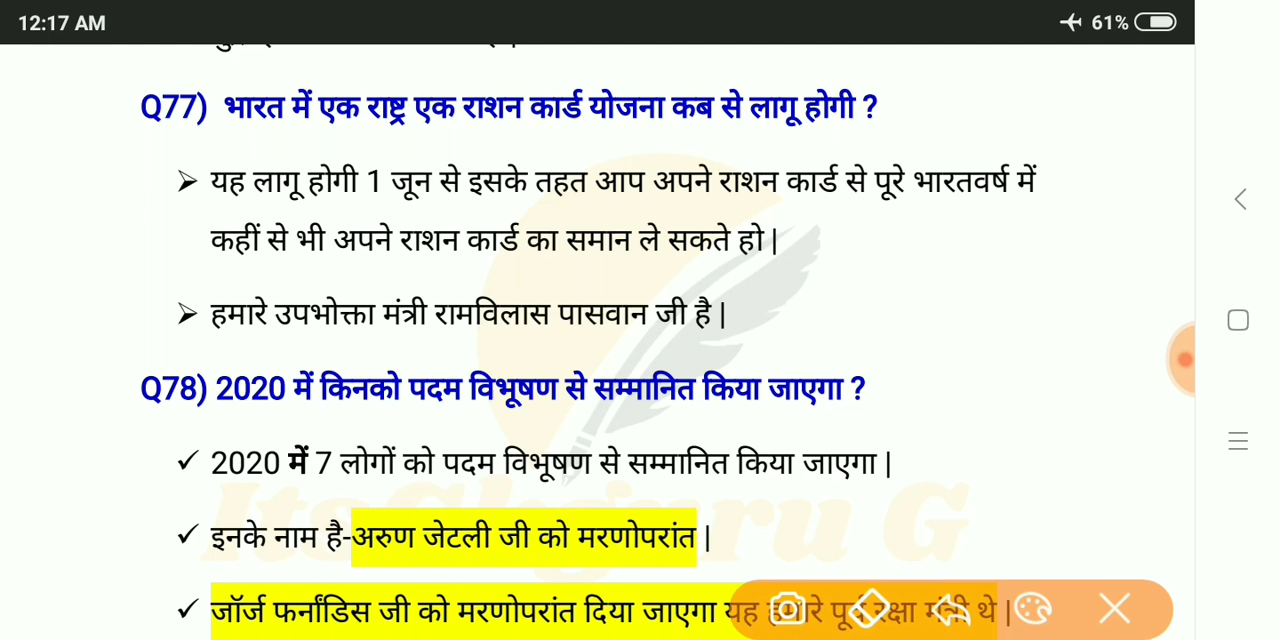 12:17 AM
61%
Q77) भारत में एक राष्ट्र एक राशन कार्ड योजना कब से लागू होगी ?
➢ यह लागू होगी 1 जून से इसके तहत आप अपने राशन कार्ड से पूरे भारतवर्ष में
कहीं से भी अपने राशन कार्ड का समान ले सकते हो |
➢ हमारे उपभोक्ता मंत्री रामविलास पासवान जी है |
Q78) 2020 में किनको पदम विभूषण से सम्मानित किया जाएगा ?
✓ 2020 में 7 लोगों को पदम विभूषण से सम्मानित किया जाएगा |
✓ इनके नाम है-अरुण जेटली जी को मरणोपरांत |
✓ जॉर्ज फर्नांडिस जी को मरणोपरांत दिया जाएगा यह हमारे पूर्व रक्षा मंत्री थे |